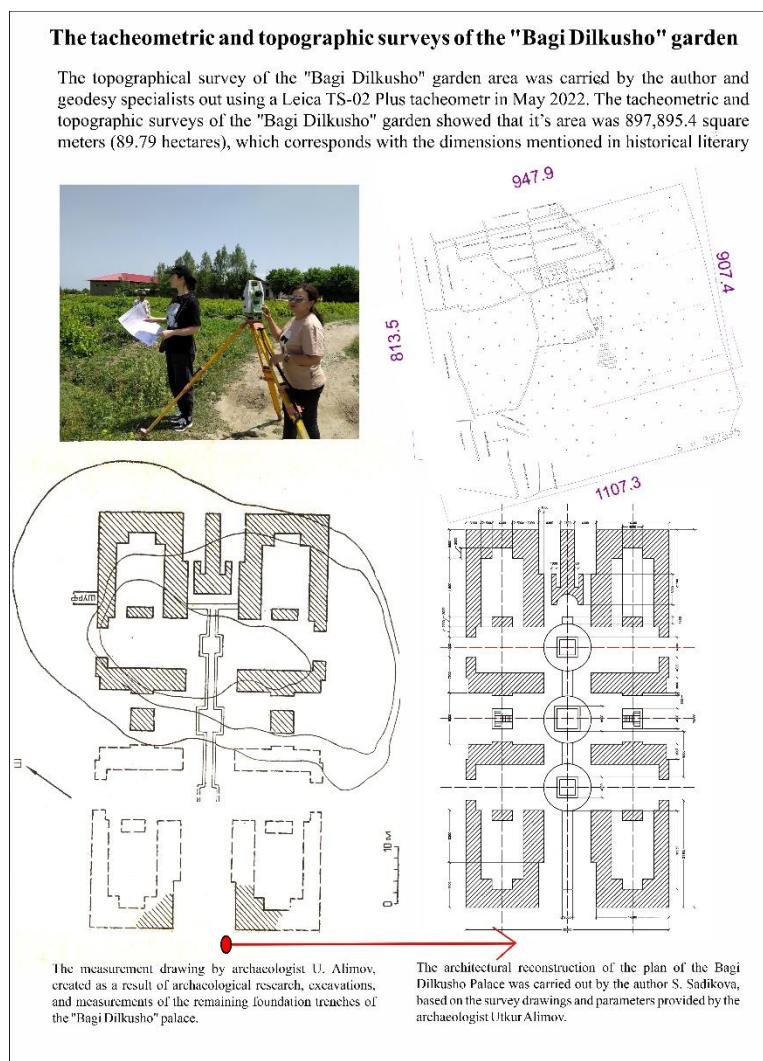 The tacheometric and topographic surveys of the "Bagi Dilkusho" garden
The topographical survey of the "Bagi Dilkusho" garden area was carried by the author and
geodesy specialists out using a Leica TS-02 Plus tacheometr in May 2022. The tacheometric and
topographic surveys of the "Bagi Dilkusho" garden showed that it's area was 897,895.4 square
meters (89.79 hectares), which corresponds with the dimensions mentioned in historical literary
947.9
907.4
813.5
1107.3
ШУРФ
Ш
0 10 М
The measurement drawing by archaeologist U. Alimov,
created as a result of archaeological research, excavations,
and measurements of the remaining foundation trenches of
the "Bagi Dilkusho" palace.
The architectural reconstruction of the plan of the Bagi
Dilkusho Palace was carried out by the author S. Sadikova,
based on the survey drawings and parameters provided by the
archaeologist Utkur Alimov.